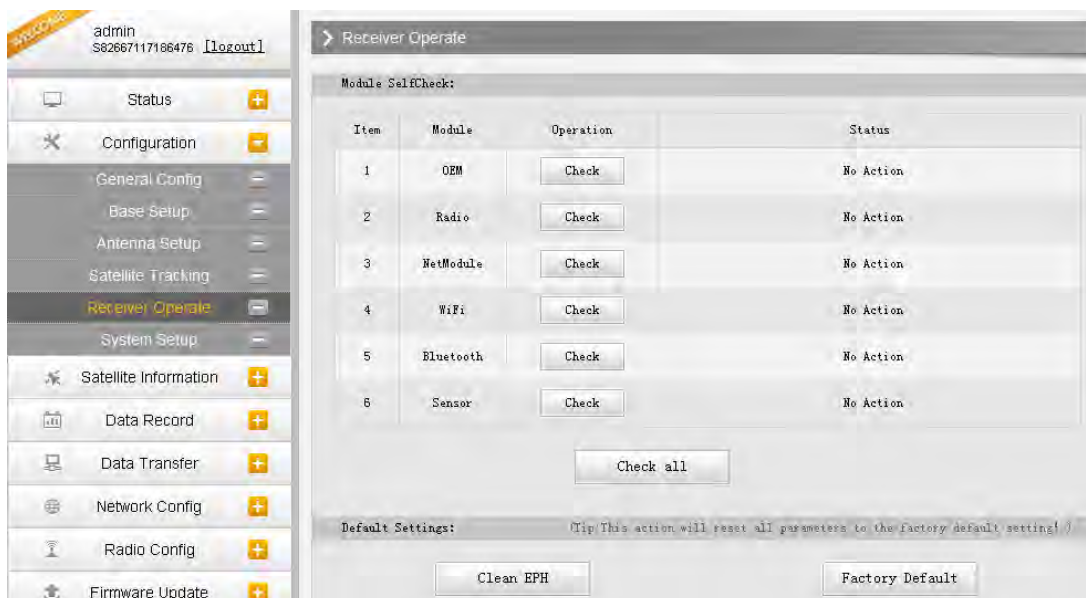 WELCOME
admin
S82667117186476 [logout]
Status
Configuration
General Config
Base Setup
Antenna Setup
Satellite Tracking
Receiver Operate
System Setup
Satellite Information
Data Record
Data Transfer
Network Config
Radio Config
Firmware Update
Receiver Operate
Module SelfCheck:
Item Module Operation Status
1 OEM Check No Action
2 Radio Check No Action
3 NetModule Check No Action
4 WiFi Check No Action
5 Bluetooth Check No Action
6 Sensor Check No Action
Check all
Default Settings: (Tip:This action will reset all parameters to the factory default setting! )
Clean EPH Factory Default